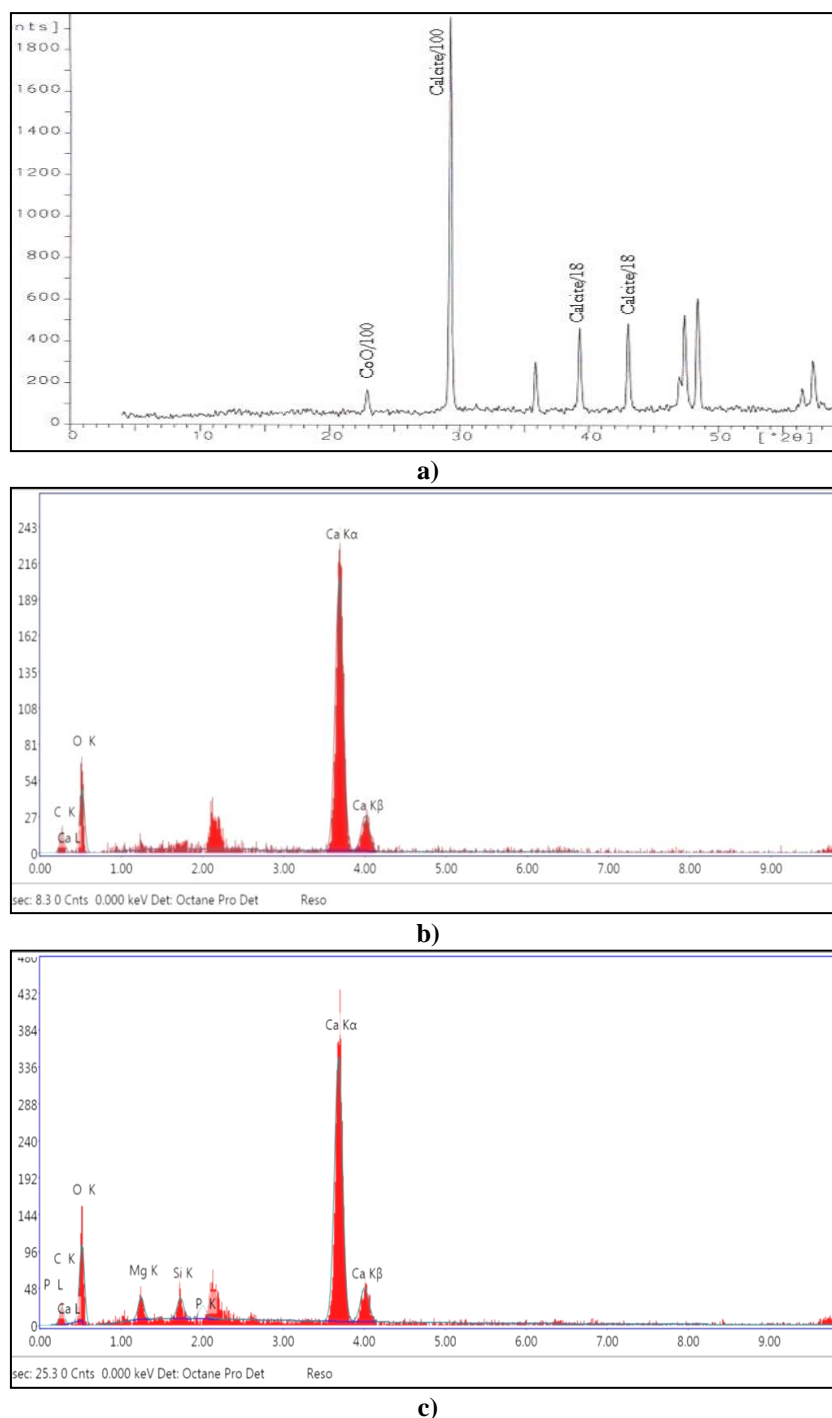 nts]
1800
1600
1400
1200
1000
800
600
400
200
0
Calcite/100
CoO/100
Calcite/18
Calcite/18
0 10 20 30 40 50 [°2θ]
a)
243
216
189
162
135
108
81
54
27
0
Ca Kα
O K
C K
Ca L
Ca Kβ
0.00 1.00 2.00 3.00 4.00 5.00 6.00 7.00 8.00 9.00
sec: 8.3 0 Cnts 0.000 keV Det: Octane Pro Det Reso
b)
480
432
384
336
288
240
192
144
96
48
0
Ca Kα
O K
C K
P L
Ca L
Mg K
Si K
P K
Ca Kβ
0.00 1.00 2.00 3.00 4.00 5.00 6.00 7.00 8.00 9.00
sec: 25.3 0 Cnts 0.000 keV Det: Octane Pro Det Reso
c)